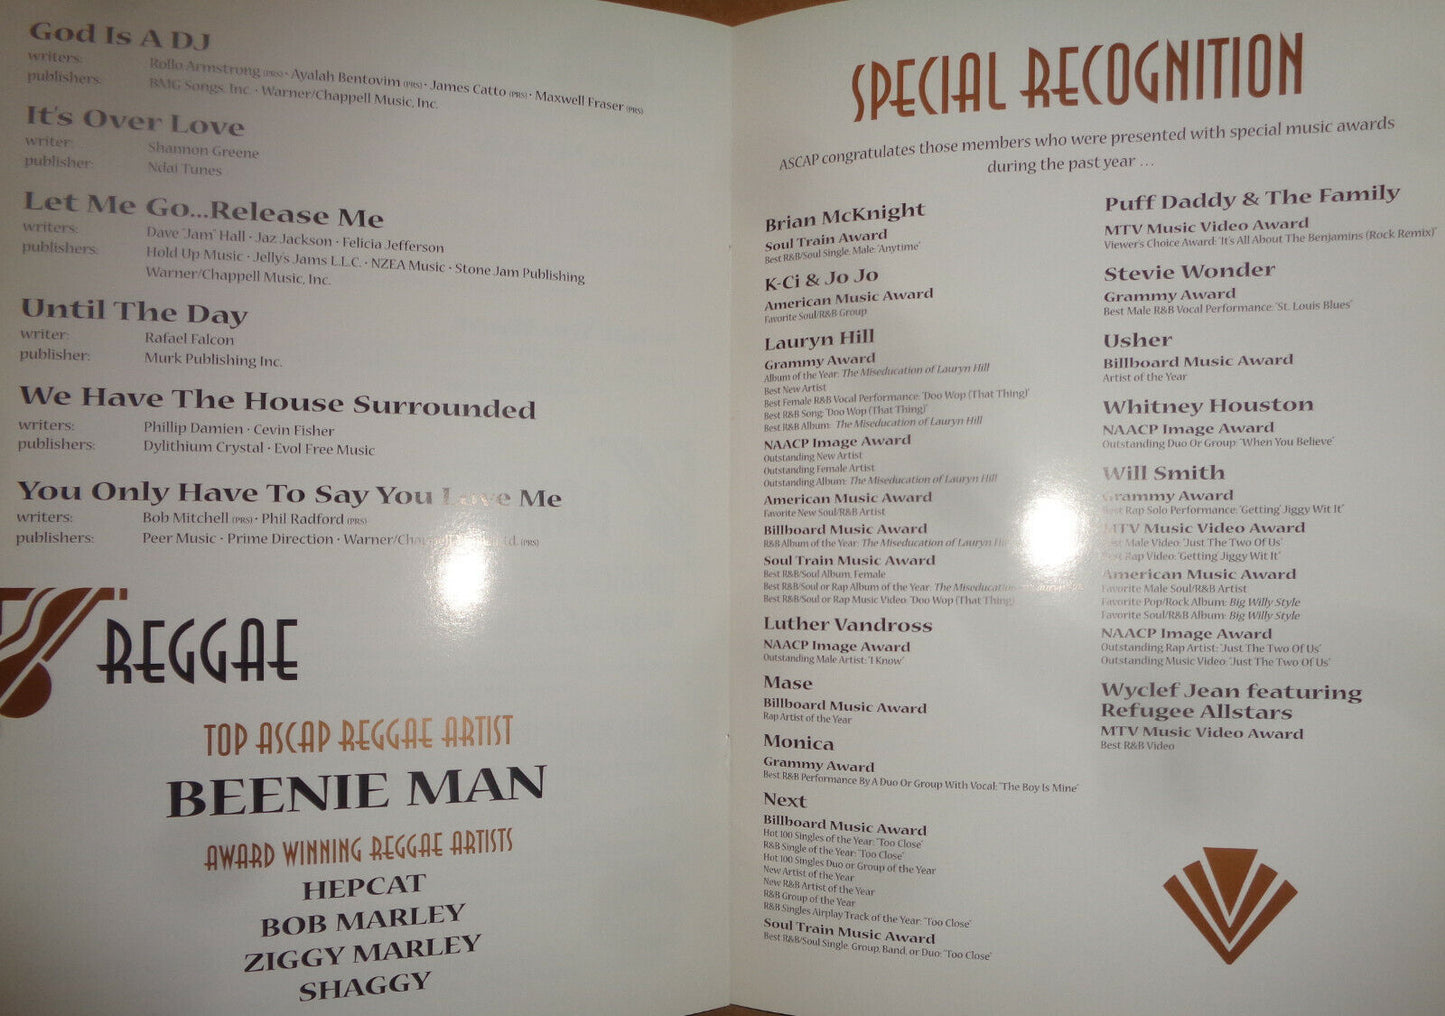 God Is A DJ
writers: Rollo Armstrong (PRS) · Ayalah Bentovim (PRS) · James Catto (PRS) · Maxwell Fraser (PRS)
publishers: BMG Songs, Inc. · Warner/Chappell Music, Inc.
It's Over Love
writer: Shannon Greene
publisher: Ndai Tunes
Let Me Go...Release Me
writers: Dave "Jam" Hall · Jaz Jackson · Felicia Jefferson
publishers: Hold Up Music · Jelly's Jams L.L.C. · NZEA Music · Stone Jam Publishing
Warner/Chappell Music, Inc.
Until The Day
writer: Rafael Falcon
publisher: Murk Publishing Inc.
We Have The House Surrounded
writers: Phillip Damien · Cevin Fisher
publishers: Dylithium Crystal · Evol Free Music
You Only Have To Say You Love Me
writers: Bob Mitchell (PRS) · Phil Radford (PRS)
publishers: Peer Music · Prime Direction · Warner/Chappell Ltd. (PRS)
REGGAE
TOP ASCAP REGGAE ARTIST
BEENIE MAN
AWARD WINNING REGGAE ARTISTS
HEPCAT
BOB MARLEY
ZIGGY MARLEY
SHAGGY
SPECIAL RECOGNITION
ASCAP congratulates those members who were presented with special music awards
during the past year ...
Brian McKnight
Soul Train Award
Best R&B/Soul Single, Male: "Anytime"
K-Ci & Jo Jo
American Music Award
Favorite Soul/R&B Group
Lauryn Hill
Grammy Award
Album of the Year: The Miseducation of Lauryn Hill
Best New Artist
Best Female R&B Vocal Performance: "Doo Wop (That Thing)"
Best R&B Song: "Doo Wop (That Thing)"
Best R&B Album: The Miseducation of Lauryn Hill
NAACP Image Award
Outstanding New Artist
Outstanding Female Artist
Outstanding Album: The Miseducation of Lauryn Hill
American Music Award
Favorite New Soul/R&B Artist
Billboard Music Award
R&B Album of the Year: The Miseducation of Lauryn
Soul Train Music Award
Best R&B/Soul Album, Female
Best R&B/Soul or Rap Album of the Year: The Miseducation
Best R&B/Soul or Rap Music Video: "Doo Wop (That Thing)
Luther Vandross
NAACP Image Award
Outstanding Male Artist: "I Know"
Mase
Billboard Music Award
Rap Artist of the Year
Monica
Grammy Award
Best R&B Performance By A Duo Or Group With Vocal: "The Boy Is Mine"
Next
Billboard Music Award
Hot 100 Singles of the Year: "Too Close"
R&B Single of the Year: "Too Close"
Hot 100 Singles Duo or Group of the Year
New Artist of the Year
New R&B Artist of the Year
R&B Group of the Year
R&B Singles Airplay Track of the Year: "Too Close"
Soul Train Music Award
Best R&B/Soul Single, Group, Band, or Duo: "Too Close"
Puff Daddy & The Family
MTV Music Video Award
Viewer's Choice Award: "It's All About The Benjamins (Rock Remix)"
Stevie Wonder
Grammy Award
Best Male R&B Vocal Performance: "St. Louis Blues"
Usher
Billboard Music Award
Artist of the Year
Whitney Houston
NAACP Image Award
Outstanding Duo Or Group: "When You Believe"
Will Smith
Grammy Award
Best Rap Solo Performance: "Getting' Jiggy Wit It"
MTV Music Video Award
Best Male Video: "Just The Two Of Us"
Best Rap Video: "Getting' Jiggy Wit It"
American Music Award
Favorite Male Soul/R&B Artist
Favorite Pop/Rock Album: Big Willy Style
Favorite Soul/R&B Album: Big Willy Style
NAACP Image Award
Outstanding Rap Artist: "Just The Two Of Us"
Outstanding Music Video: "Just The Two Of Us"
Wyclef Jean featuring
Refugee Allstars
MTV Music Video Award
Best R&B Video